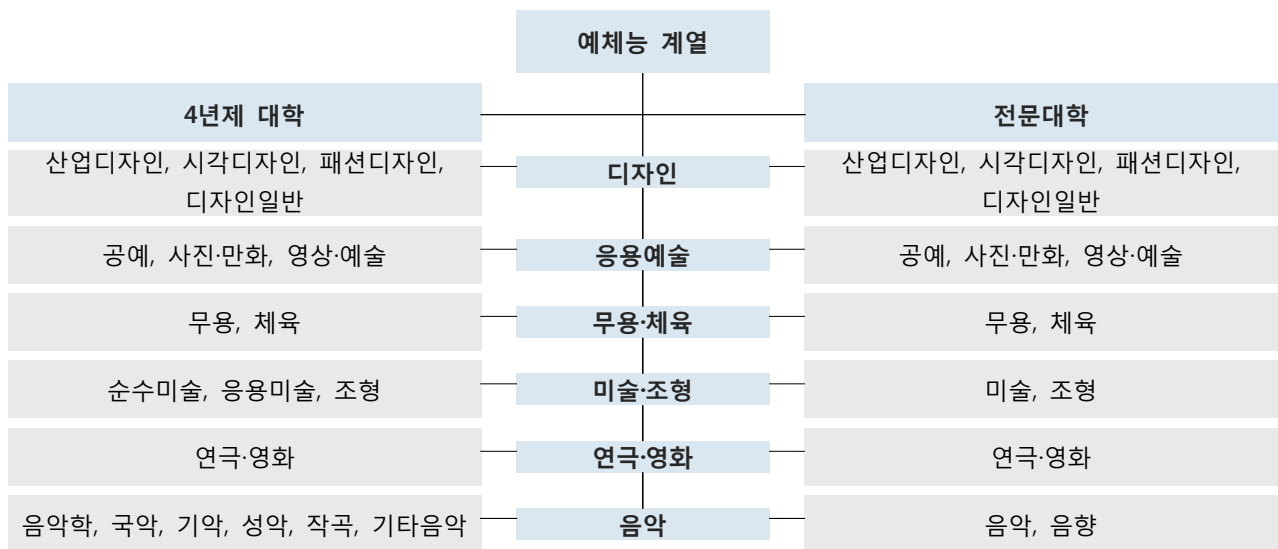 예체능 계열
4년제 대학
전문대학
산업디자인, 시각디자인, 패션디자인,
디자인일반
디자인
산업디자인, 시각디자인, 패션디자인,
디자인일반
공예, 사진·만화, 영상·예술
응용예술
공예, 사진·만화, 영상·예술
무용, 체육
무용·체육
무용, 체육
순수미술, 응용미술, 조형
미술·조형
미술, 조형
연극·영화
연극·영화
연극·영화
음악학, 국악, 기악, 성악, 작곡, 기타음악
음악
음악, 음향